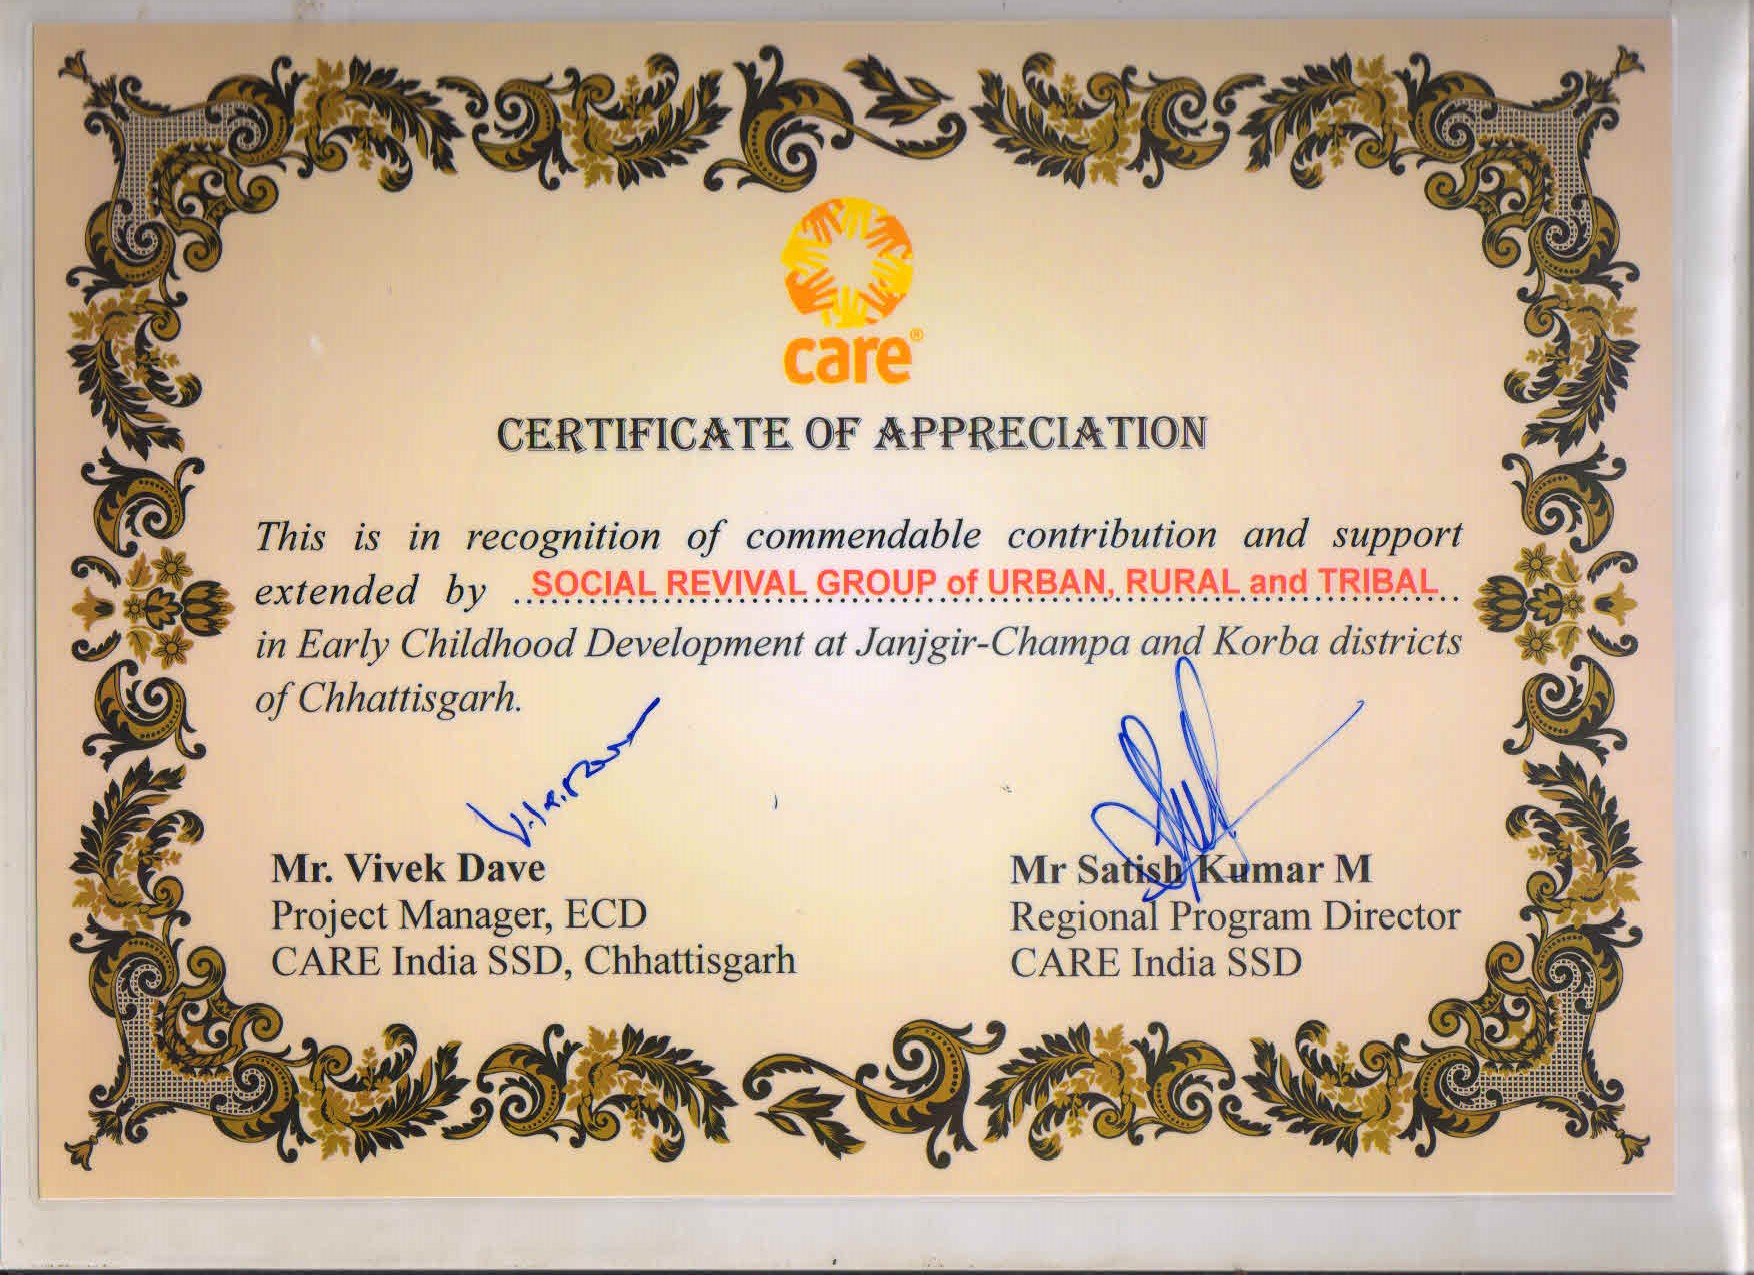 care®
CERTIFICATE OF APPRECIATION
This is in recognition of commendable contribution and support
extended by ..SOCIAL REVIVAL GROUP of URBAN, RURAL and TRIBAL..
in Early Childhood Development at Janjgir-Champa and Korba districts
of Chhattisgarh.
Mr. Vivek Dave
Project Manager, ECD
CARE India SSD, Chhattisgarh
Mr Satish Kumar M
Regional Program Director
CARE India SSD